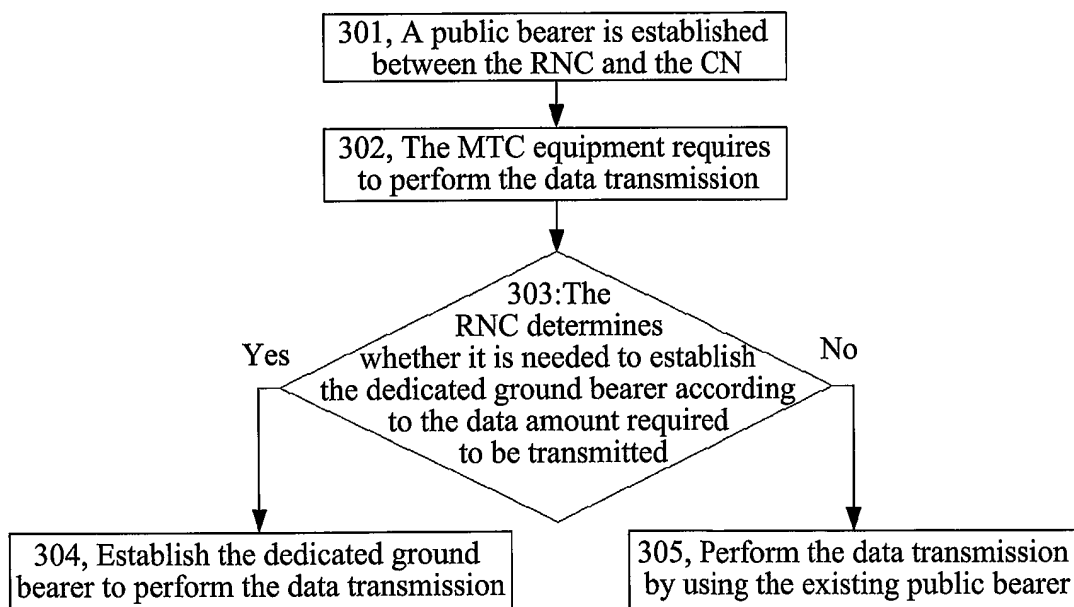 301, A public bearer is established
between the RNC and the CN
302, The MTC equipment requires
to perform the data transmission
303:The
RNC determines
whether it is needed to establish
the dedicated ground bearer according
to the data amount required
to be transmitted
Yes
No
304, Establish the dedicated ground
bearer to perform the data transmission
305, Perform the data transmission
by using the existing public bearer